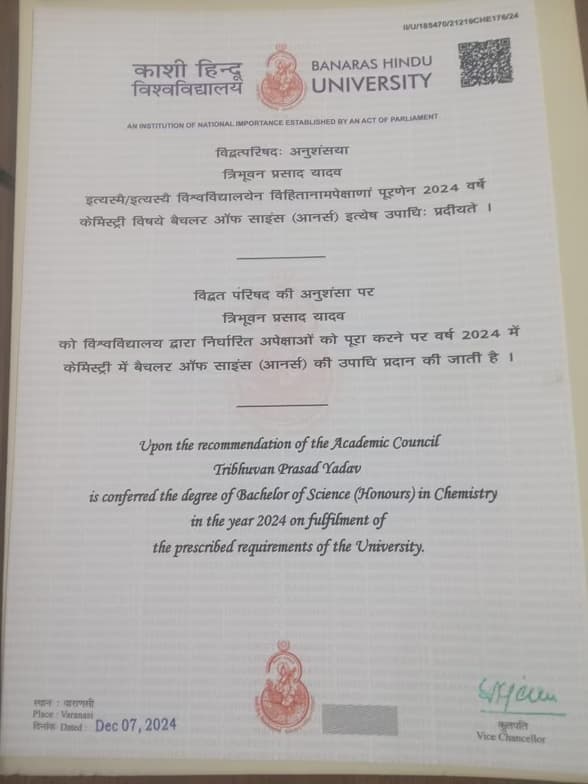 II/U/185470/21219CHE176/24
काशी हिन्दू
विश्वविद्यालय
BANARAS HINDU
UNIVERSITY
AN INSTITUTION OF NATIONAL IMPORTANCE ESTABLISHED BY AN ACT OF PARLIAMENT
विद्वत्परिषदः अनुशंसया
त्रिभूवन प्रसाद यादव
इत्यस्मै/इत्यस्यै विश्वविद्यालयेन विहितानामपेक्षाणां पूरणेन 2024 वर्षे
केमिस्ट्री विषये बैचलर ऑफ साइंस (आनर्स) इत्येष उपाधिः प्रदीयते ।
विद्वत परिषद की अनुशंसा पर
त्रिभूवन प्रसाद यादव
को विश्वविद्यालय द्वारा निर्धारित अपेक्षाओं को पूरा करने पर वर्ष 2024 में
केमिस्ट्री में बैचलर ऑफ साइंस (आनर्स) की उपाधि प्रदान की जाती है ।
Upon the recommendation of the Academic Council
Tribhuvan Prasad Yadav
is conferred the degree of Bachelor of Science (Honours) in Chemistry
in the year 2024 on fulfilment of
the prescribed requirements of the University.
स्थान : वाराणसी
Place : Varanasi
दिनांक Dated : Dec 07, 2024
कुलपति
Vice Chancellor